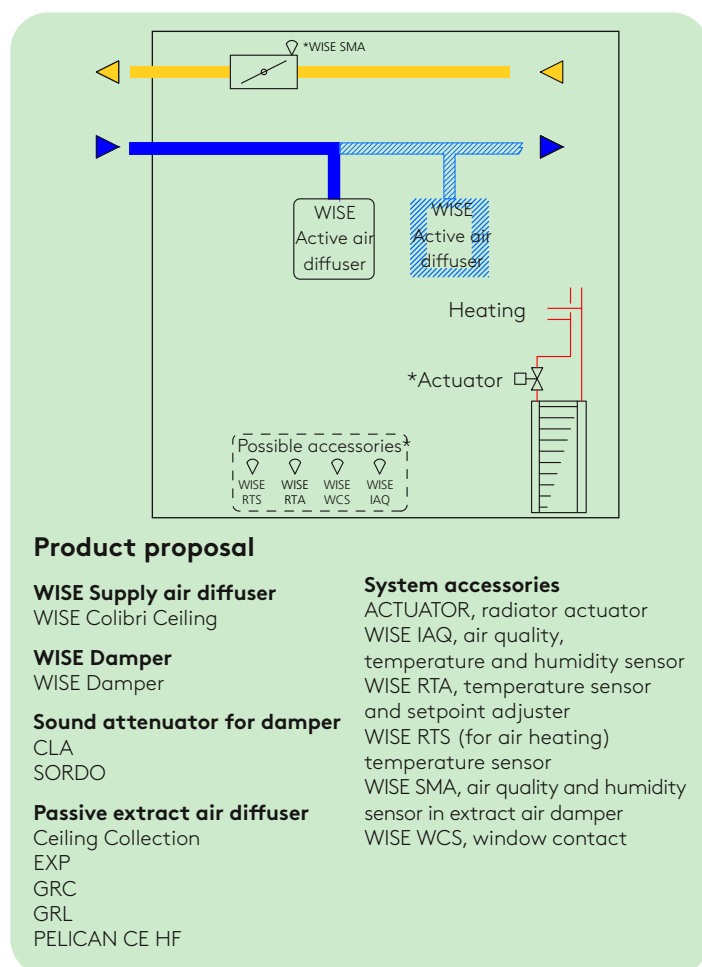 *WISE SMA
WISE
Active air
diffuser
WISE
Active air
diffuser
Heating
*Actuator
Possible accessories*
WISE
RTS
WISE
RTA
WISE
WCS
WISE
IAQ
Product proposal
WISE Supply air diffuser
WISE Colibri Ceiling
WISE Damper
WISE Damper
Sound attenuator for damper
CLA
SORDO
Passive extract air diffuser
Ceiling Collection
EXP
GRC
GRL
PELICAN CE HF
System accessories
ACTUATOR, radiator actuator
WISE IAQ, air quality,
temperature and humidity sensor
WISE RTA, temperature sensor
and setpoint adjuster
WISE RTS (for air heating)
temperature sensor
WISE SMA, air quality and humidity
sensor in extract air damper
WISE WCS, window contact